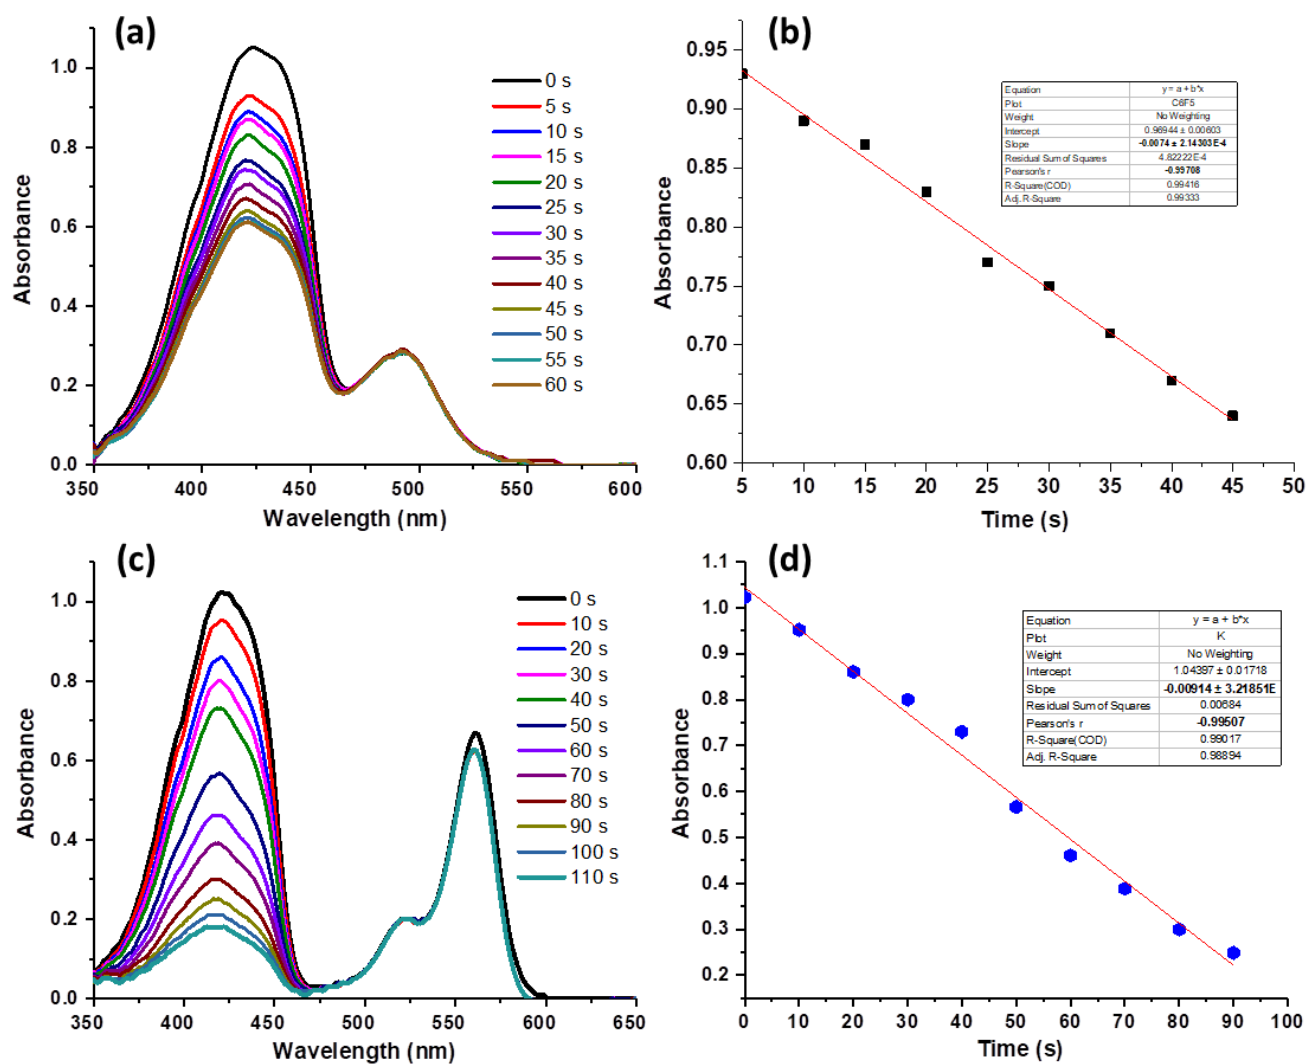 (a)
Absorbance
1.0
0.8
0.6
0.4
0.2
0.0
350
400
450
500
550
600
Wavelength (nm)
0 s
5 s
10 s
15 s
20 s
25 s
30 s
35 s
40 s
45 s
50 s
55 s
60 s
(b)
Absorbance
0.95
0.90
0.85
0.80
0.75
0.70
0.65
0.60
5
10
15
20
25
30
35
40
45
50
Time (s)
Equation y = a + b*x
Plot C6F5
Weight No Weighting
Intercept 0.96944 ± 0.00603
Slope -0.0074 ± 2.14303E-4
Residual Sum of Squares 4.82222E-4
Pearson's r -0.99708
R-Square(COD) 0.99416
Adj. R-Square 0.99333
(c)
Absorbance
1.0
0.8
0.6
0.4
0.2
0.0
350
400
450
500
550
600
650
Wavelength (nm)
0 s
10 s
20 s
30 s
40 s
50 s
60 s
70 s
80 s
90 s
100 s
110 s
(d)
Absorbance
1.1
1.0
0.9
0.8
0.7
0.6
0.5
0.4
0.3
0.2
0
10
20
30
40
50
60
70
80
90
100
Time (s)
Equation y = a + b*x
Plot K
Weight No Weighting
Intercept 1.04397 ± 0.01718
Slope -0.00914 ± 3.21851E
Residual Sum of Squares 0.00684
Pearson's r -0.99507
R-Square(COD) 0.99017
Adj. R-Square 0.98894